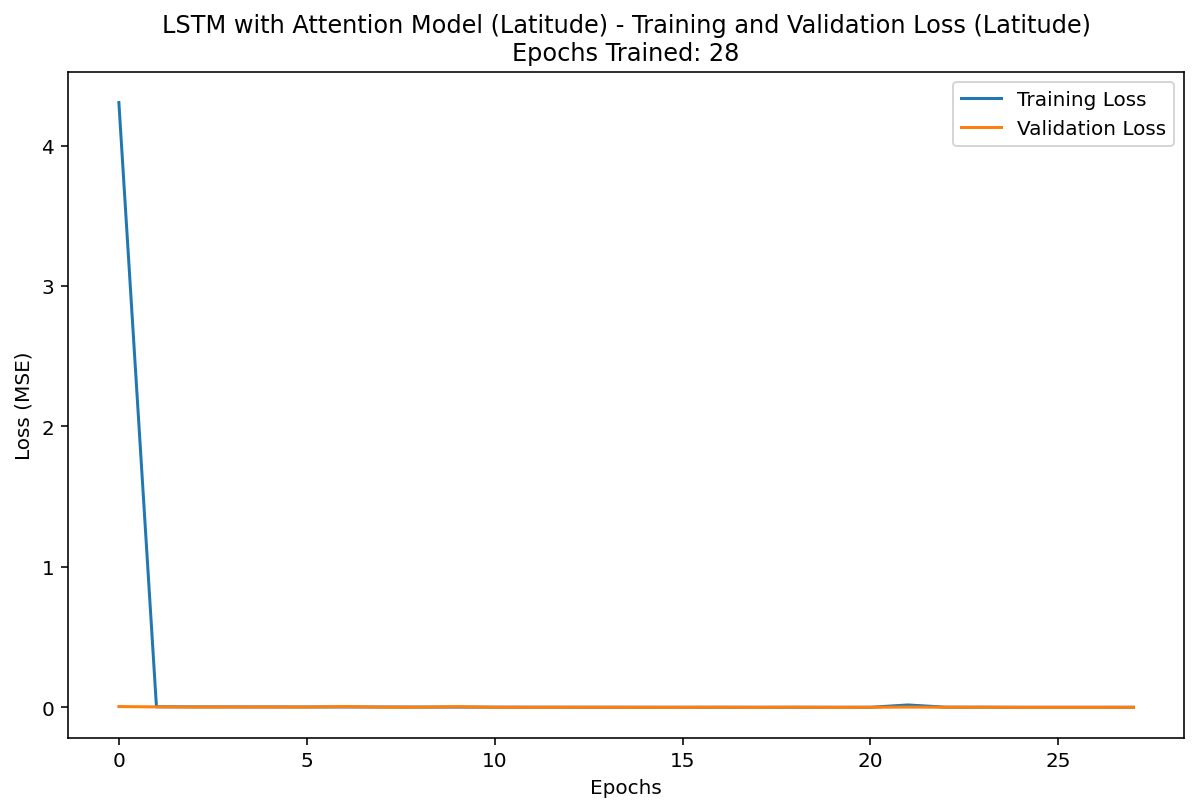 LSTM with Attention Model (Latitude) - Training and Validation Loss (Latitude)
Epochs Trained: 28
Training Loss
Validation Loss
Loss (MSE)
4
3
2
1
0
0 5 10 15 20 25
Epochs